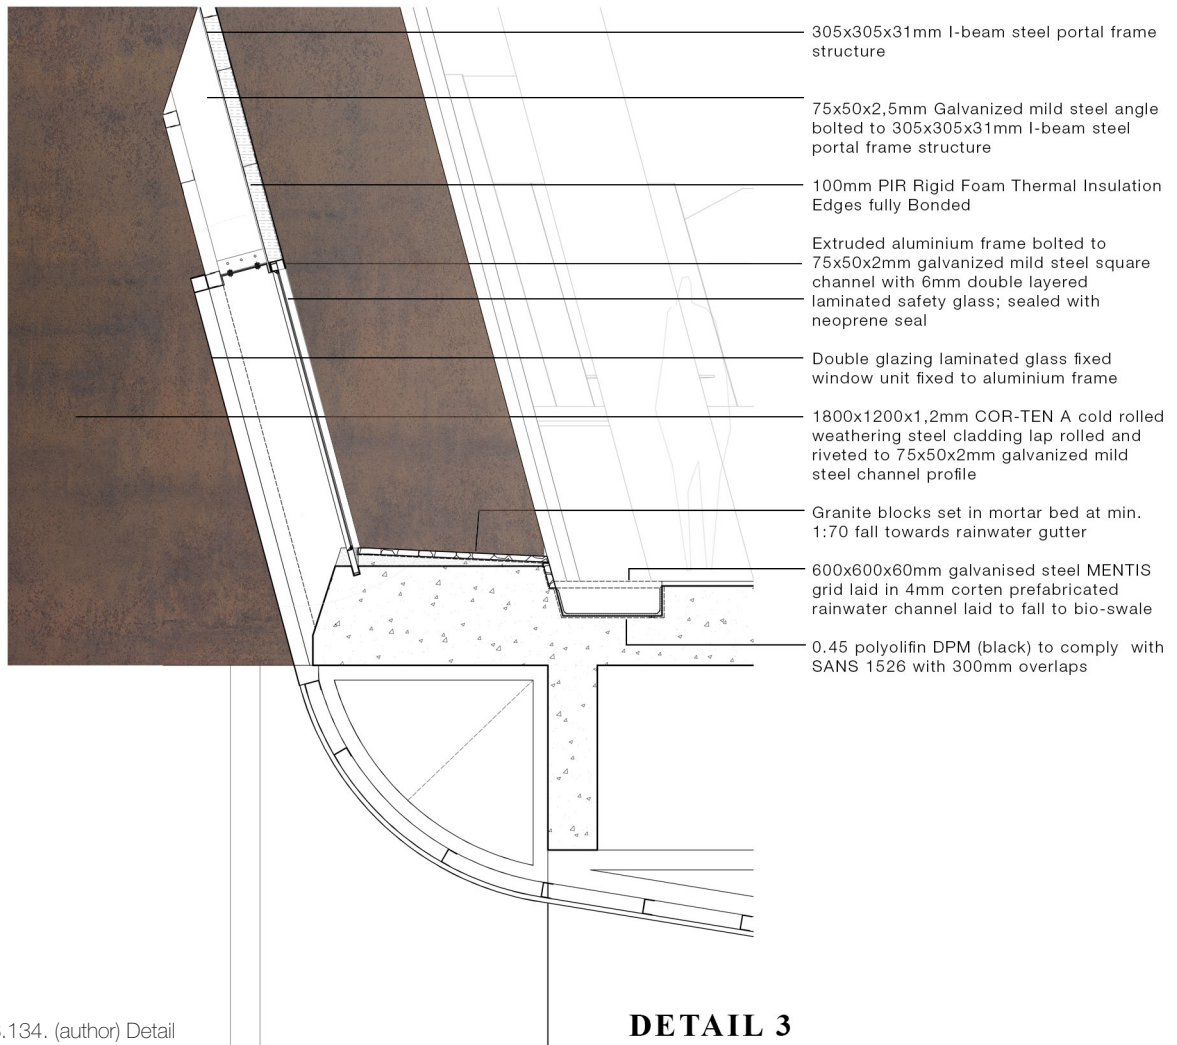 305x305x31mm I-beam steel portal frame
structure
75x50x2,5mm Galvanized mild steel angle
bolted to 305x305x31mm I-beam steel
portal frame structure
100mm PIR Rigid Foam Thermal Insulation
Edges fully Bonded
Extruded aluminium frame bolted to
75x50x2mm galvanized mild steel square
channel with 6mm double layered
laminated safety glass; sealed with
neoprene seal
Double glazing laminated glass fixed
window unit fixed to aluminium frame
1800x1200x1,2mm COR-TEN A cold rolled
weathering steel cladding lap rolled and
riveted to 75x50x2mm galvanized mild
steel channel profile
Granite blocks set in mortar bed at min.
1:70 fall towards rainwater gutter
600x600x60mm galvanised steel MENTIS
grid laid in 4mm corten prefabricated
rainwater channel laid to fall to bio-swale
0.45 polyolifin DPM (black) to comply with
SANS 1526 with 300mm overlaps
.134. (author) Detail
DETAIL 3